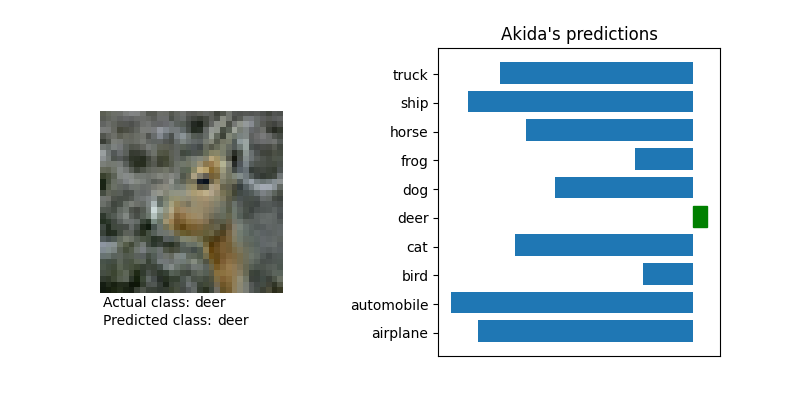 Akida's predictions
truck
ship
horse
frog
dog
deer
cat
bird
automobile
airplane
Actual class: deer
Predicted class: deer